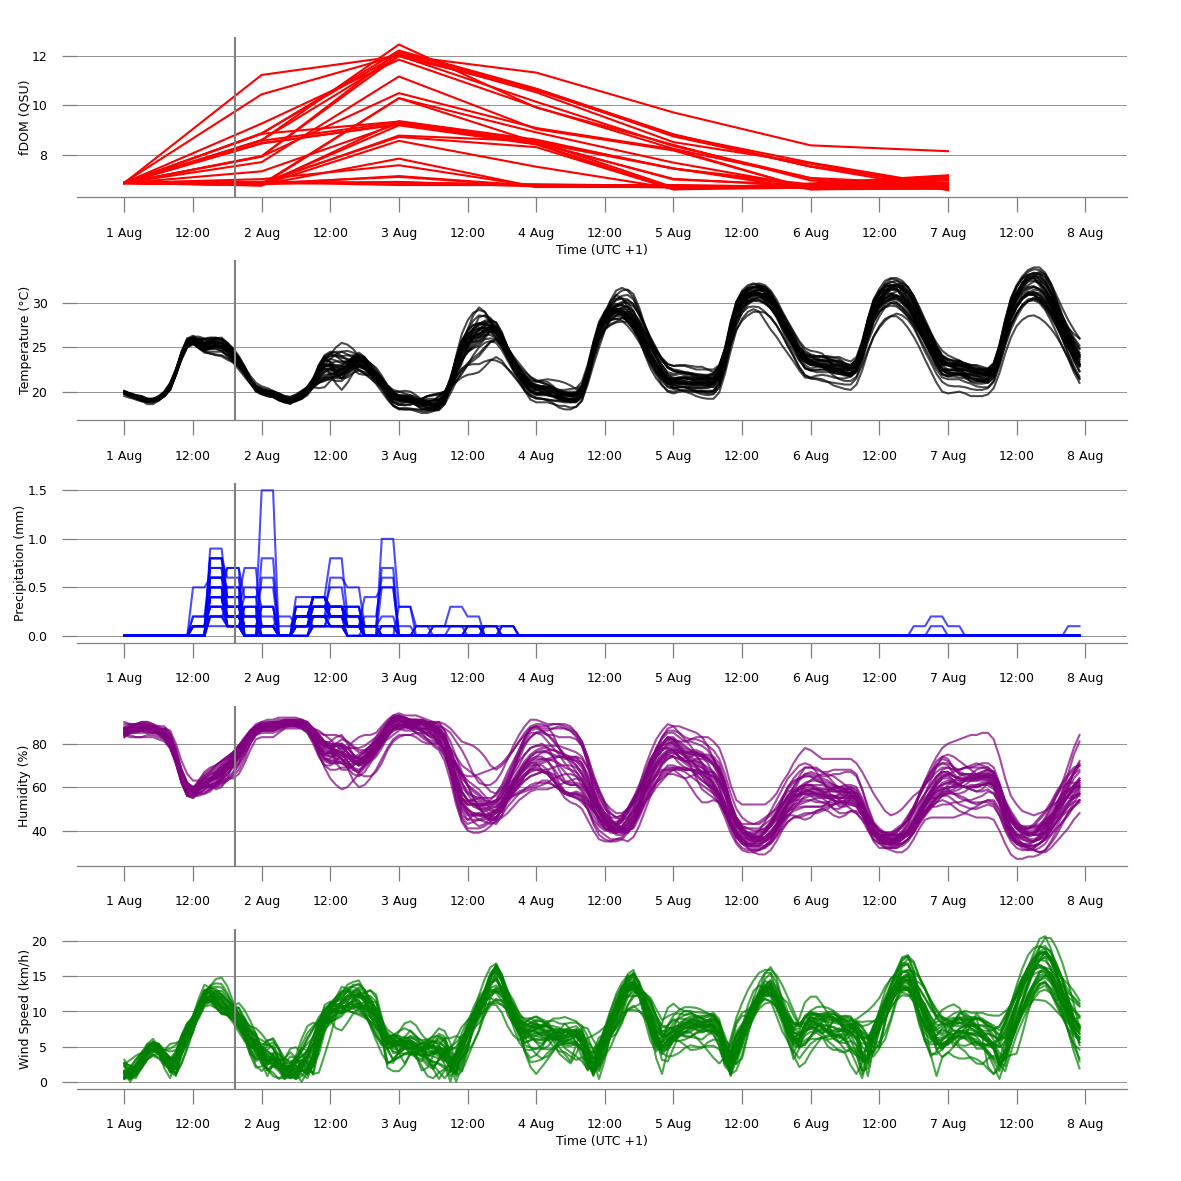 fDOM (QSU)
12
10
8
1 Aug 12:00 2 Aug 12:00 3 Aug 12:00 4 Aug 12:00 5 Aug 12:00 6 Aug 12:00 7 Aug 12:00 8 Aug
Time (UTC +1)
Temperature (°C)
30
25
20
1 Aug 12:00 2 Aug 12:00 3 Aug 12:00 4 Aug 12:00 5 Aug 12:00 6 Aug 12:00 7 Aug 12:00 8 Aug
Precipitation (mm)
1.5
1.0
0.5
0.0
1 Aug 12:00 2 Aug 12:00 3 Aug 12:00 4 Aug 12:00 5 Aug 12:00 6 Aug 12:00 7 Aug 12:00 8 Aug
Humidity (%)
80
60
40
1 Aug 12:00 2 Aug 12:00 3 Aug 12:00 4 Aug 12:00 5 Aug 12:00 6 Aug 12:00 7 Aug 12:00 8 Aug
Wind Speed (km/h)
20
15
10
5
0
1 Aug 12:00 2 Aug 12:00 3 Aug 12:00 4 Aug 12:00 5 Aug 12:00 6 Aug 12:00 7 Aug 12:00 8 Aug
Time (UTC +1)